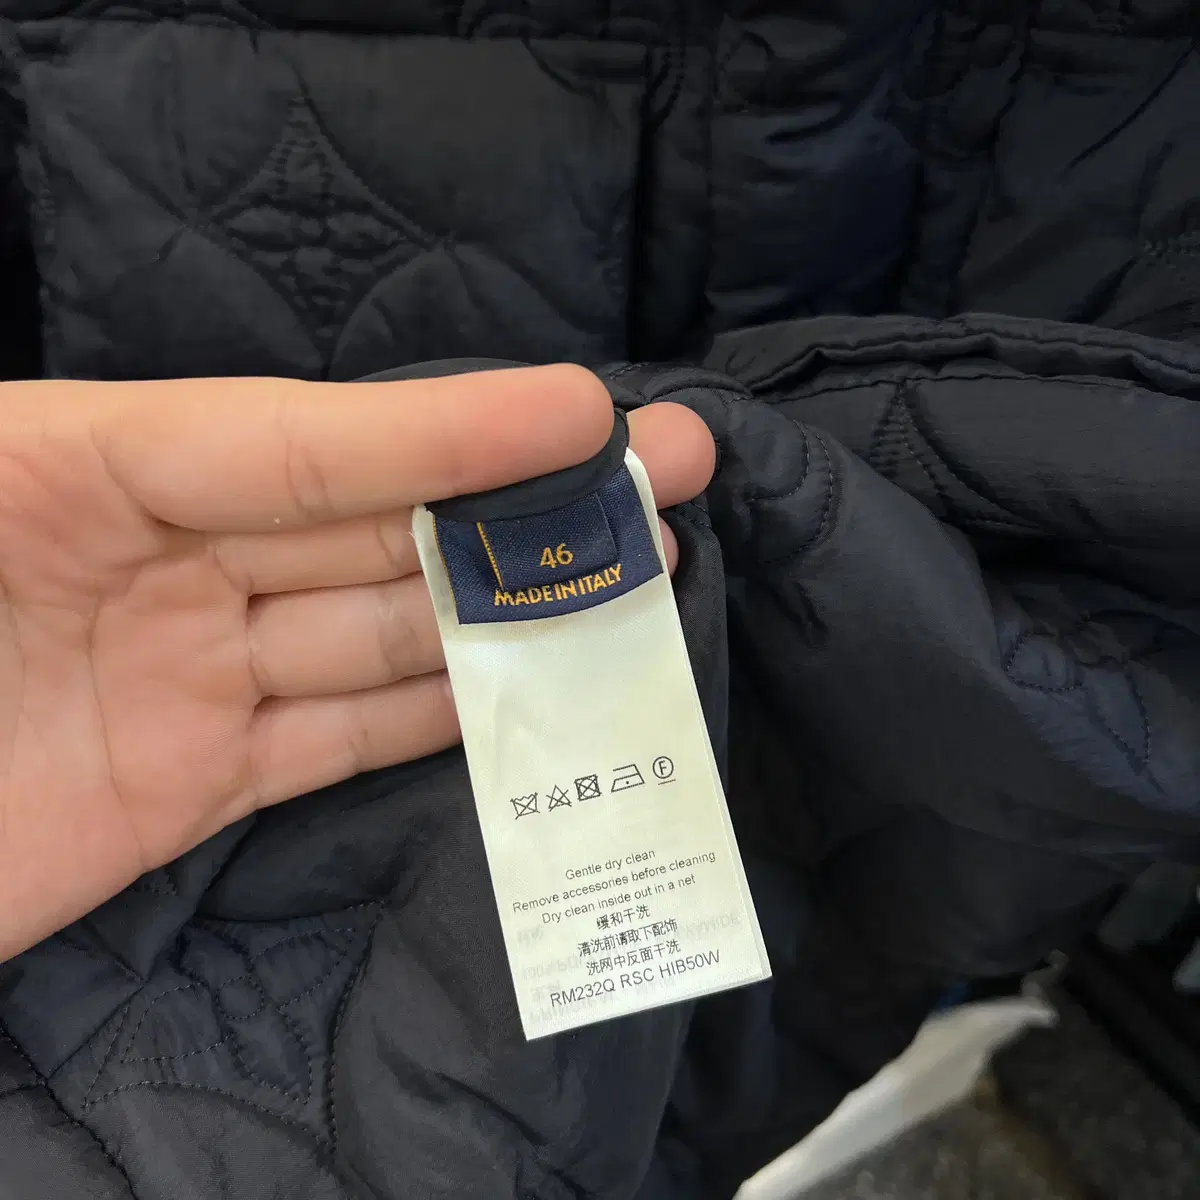 46
MADE IN ITALY
F
Gentle dry clean
Remove accessories before cleaning
Dry clean inside out in a net
缓和干洗
清洗前请取下配饰
洗网中反面干洗
RM232Q RSC HIB50W